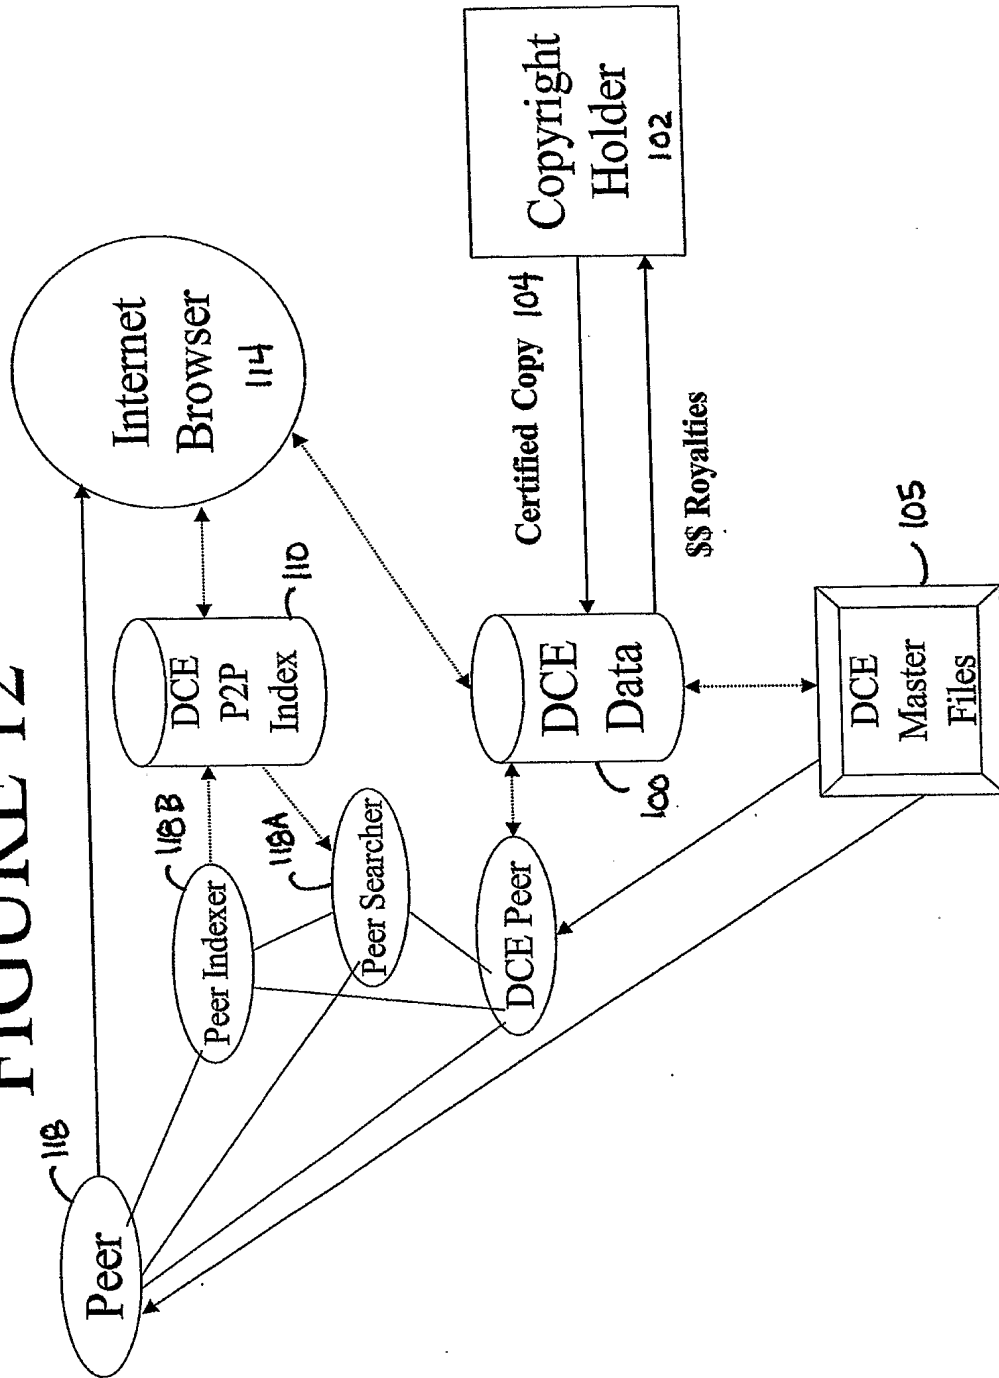 FIGURE 12
118
Peer
118B
Peer Indexer
118A
Peer Searcher
DCE Peer
DCE
P2P
Index
110
Internet
Browser
114
DCE
Data
100
Certified Copy 104
$$ Royalties
Copyright
Holder
102
DCE
Master
Files
105